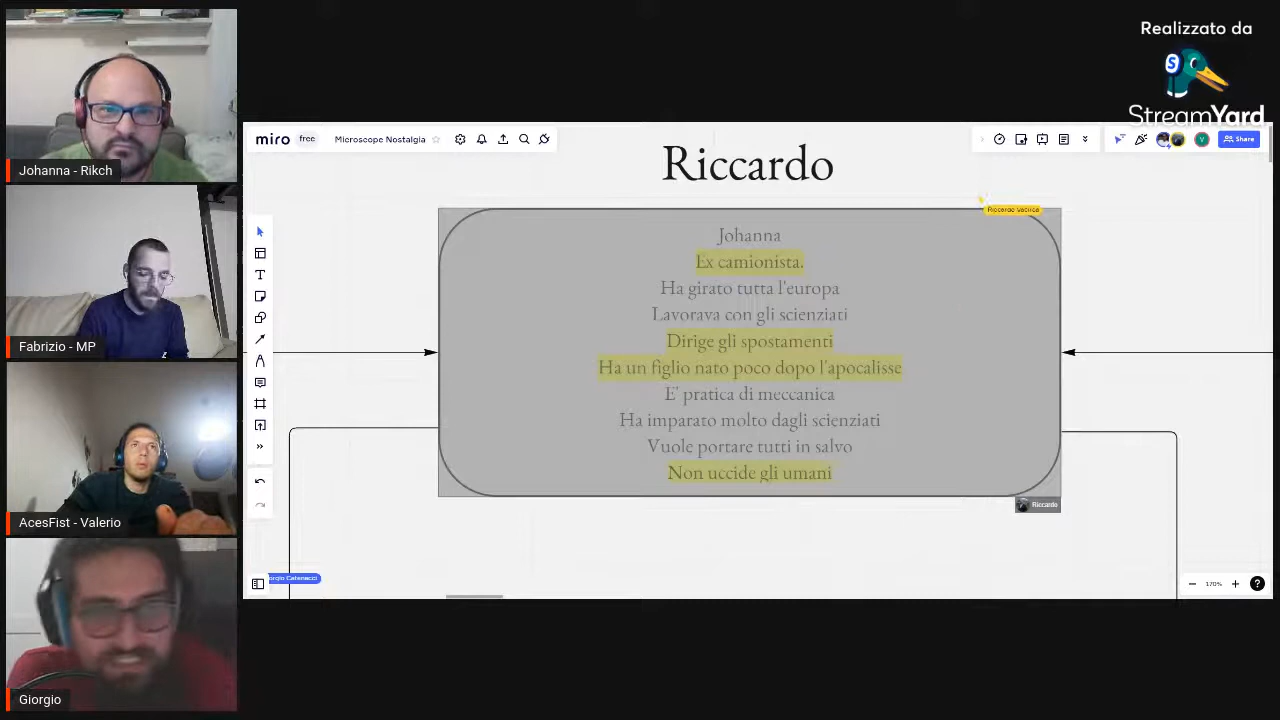 Johanna - Rikch
Fabrizio - MP
AcesFist - Valerio
Giorgio
Realizzato da
StreamYard
miro free Microscope Nostalgia
Share
Riccardo
Johanna
Ex camionista.
Ha girato tutta l'europa
Lavorava con gli scienziati
Dirige gli spostamenti
Ha un figlio nato poco dopo l'apocalisse
E' pratica di meccanica
Ha imparato molto dagli scienziati
Vuole portare tutti in salvo
Non uccide gli umani
Riccardo
170%